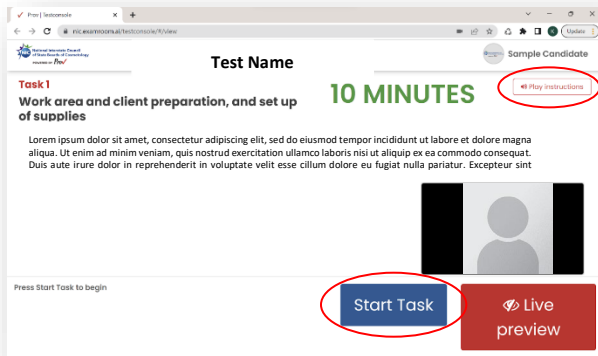 Prov | Testconsole
nic.examrooms.ai/testconsole/#/view
Update
National Interstate Council
of State Boards of Cosmetology
POWERED BY Prov
Test Name
Sample Candidate
Task 1
Work area and client preparation, and set up
of supplies
10 MINUTES
Play instructions
Lorem ipsum dolor sit amet, consectetur adipiscing elit, sed do eiusmod tempor incididunt ut labore et dolore magna
aliqua. Ut enim ad minim veniam, quis nostrud exercitation ullamco laboris nisi ut aliquip ex ea commodo consequat.
Duis aute irure dolor in reprehenderit in voluptate velit esse cillum dolore eu fugiat nulla pariatur. Excepteur sint
Press Start Task to begin
Start Task
Live
preview